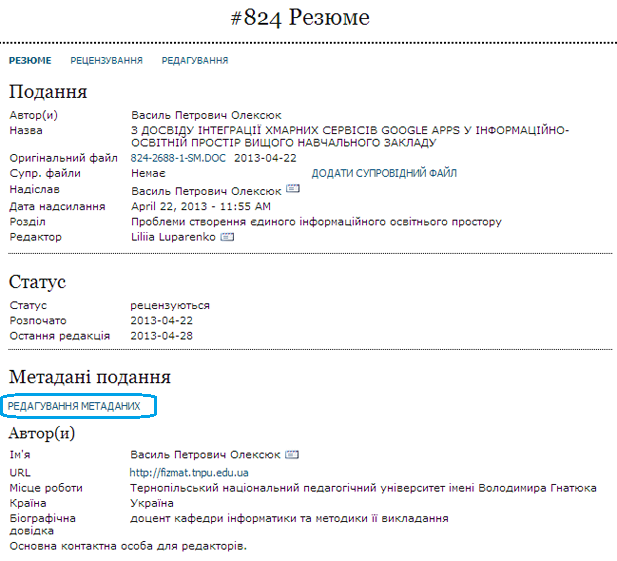 #824 Резюме
РЕЗЮМЕ РЕЦЕНЗУВАННЯ РЕДАГУВАННЯ
Подання
Автор(и) Василь Петрович Олексюк
Назва З ДОСВІДУ ІНТЕГРАЦІЇ ХМАРНИХ СЕРВІСІВ GOOGLE APPS У ІНФОРМАЦІЙНО-
ОСВІТНІЙ ПРОСТІР ВИЩОГО НАВЧАЛЬНОГО ЗАКЛАДУ
Оригінальний файл 824-2688-1-SM.DOC 2013-04-22
Супр. файли Немає ДОДАТИ СУПРОВІДНИЙ ФАЙЛ
Надіслав Василь Петрович Олексюк
Дата надсилання April 22, 2013 - 11:55 AM
Розділ Проблеми створення єдиного інформаційного освітнього простору
Редактор Liliia Luparenko
Статус
Статус рецензуються
Розпочато 2013-04-22
Остання редакція 2013-04-28
Метадані подання
РЕДАГУВАННЯ МЕТАДАНИХ
Автор(и)
Ім'я Василь Петрович Олексюк
URL http://fizmat.tnpu.edu.ua
Місце роботи Тернопільський національний педагогічний університет імені Володимира Гнатюка
Країна Україна
Біографічна доцент кафедри інформатики та методики її викладання
довідка
Основна контактна особа для редакторів.